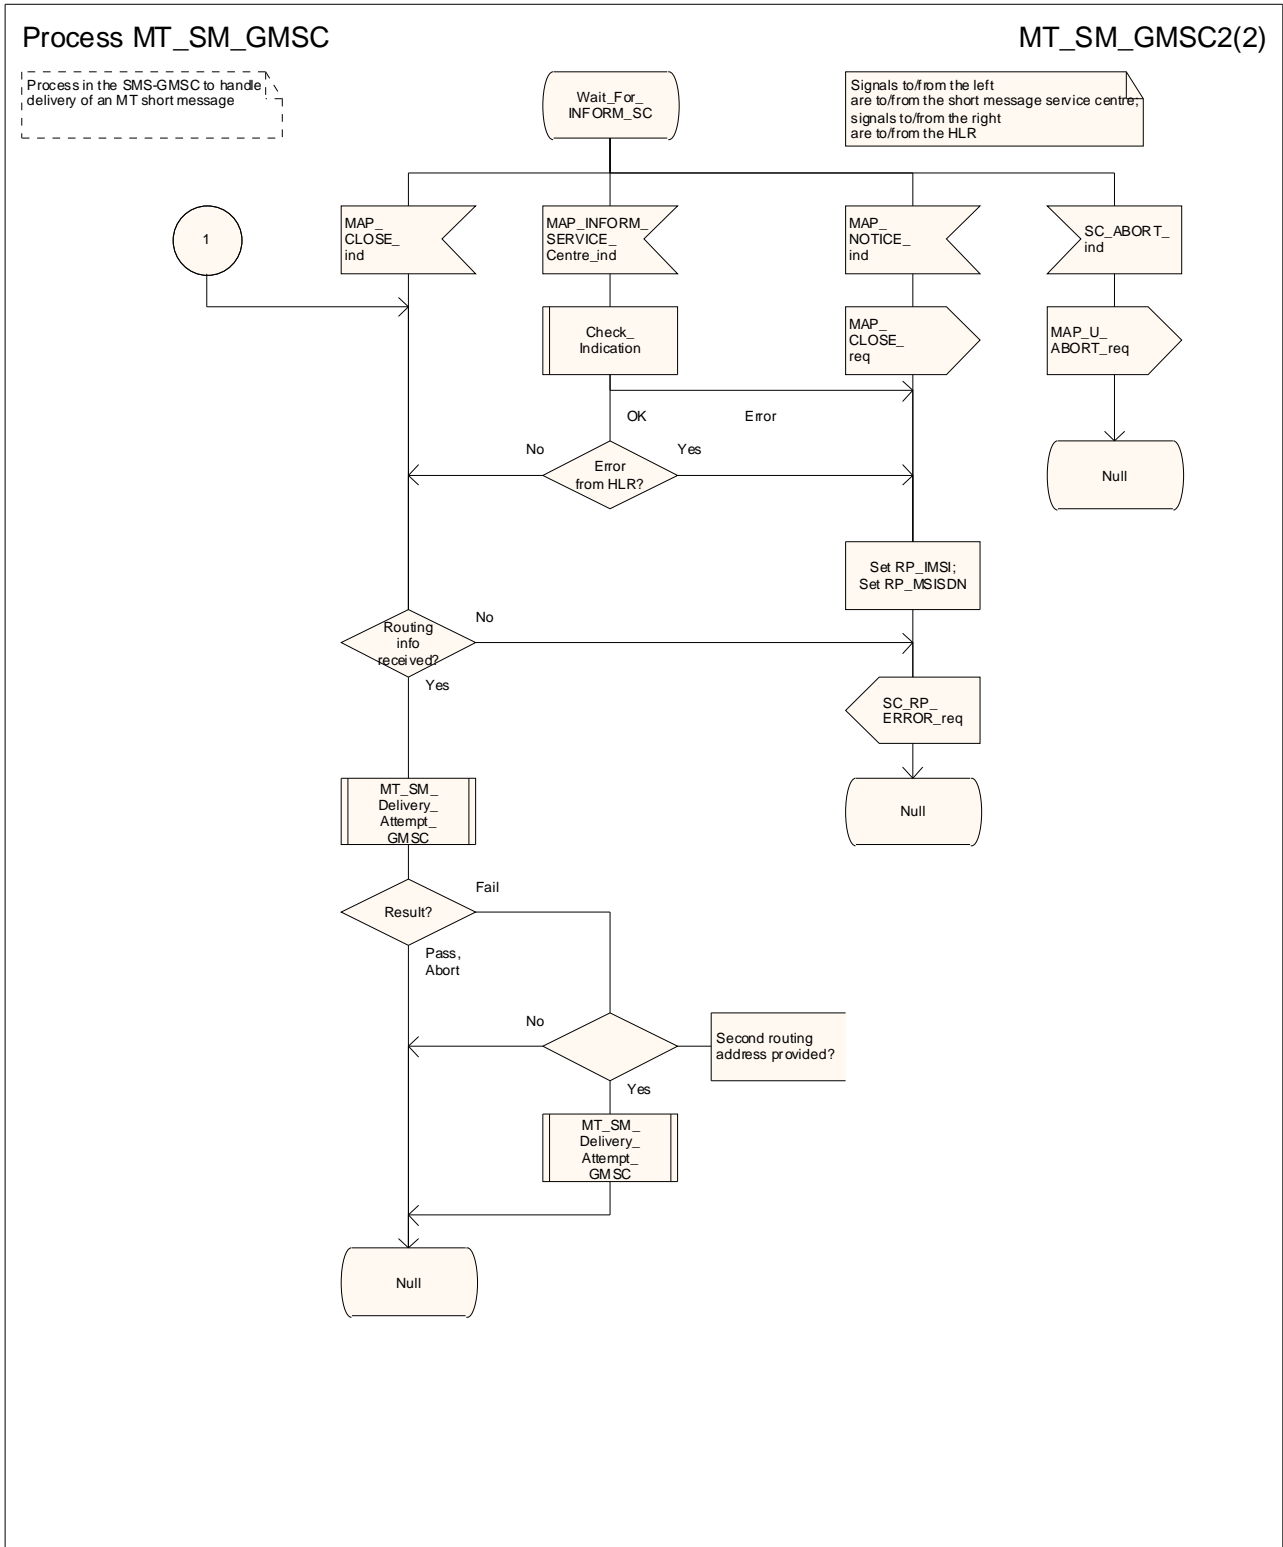 Process MT_SM_GMSC
MT_SM_GMSC2(2)
Process in the SMS-GMSC to handle
delivery of an MT short message
Wait_For_
INFORM_SC
Signals to/from the left
are to/from the short message service centre;
signals to/from the right
are to/from the HLR
1
MAP_
CLOSE_
ind
MAP_INFORM_
SERVICE_
Centre_ind
MAP_
NOTICE_
ind
SC_ABORT_
ind
Check_
Indication
MAP_
CLOSE_
req
MAP_U_
ABORT_req
OK
Error
No
Error
from HLR?
Yes
Null
Set RP_IMSI;
Set RP_MSISDN
Routing
info
received?
No
Yes
SC_RP_
ERROR_req
MT_SM_
Delivery_
Attempt_
GMSC
Null
Result?
Fail
Pass,
Abort
No
Second routing
address provided?
Yes
MT_SM_
Delivery_
Attempt_
GMSC
Null